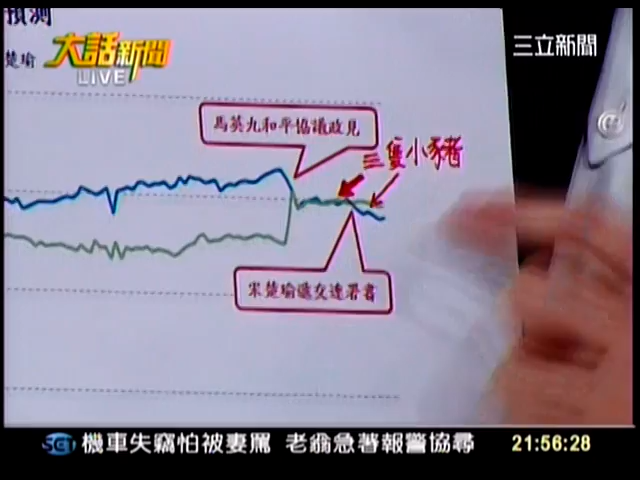 預測
楚瑜
大話新聞
LIVE
三立新聞
馬英九和平協議政見
三隻小豬
宋楚瑜遞交連署書
SET 機車失竊怕被妻罵 老翁急著報警協尋 21:56:28